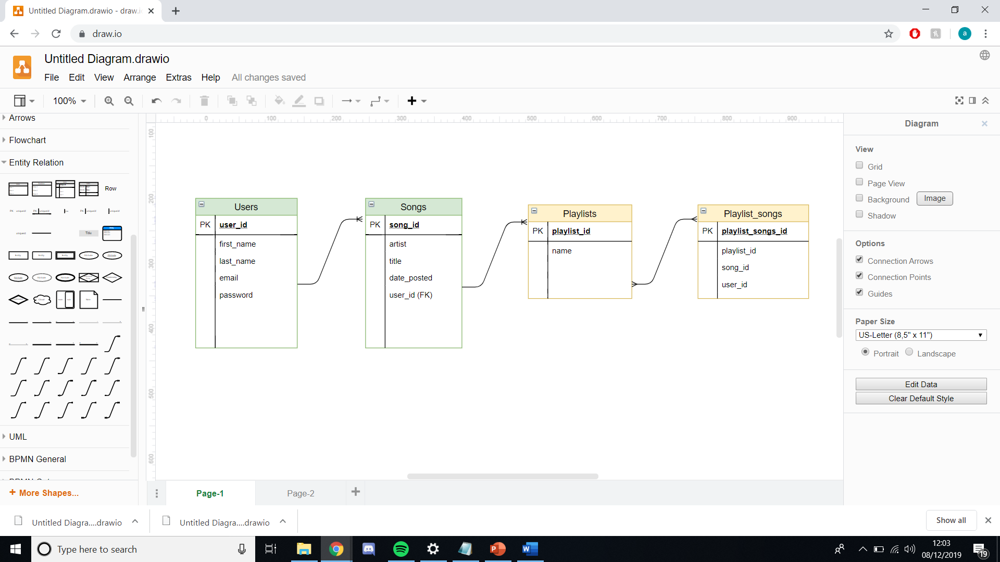 Untitled Diagram.drawio - draw.i
draw.io
a
Untitled Diagram.drawio
File Edit View Arrange Extras Help All changes saved
100%
Arrows
Flowchart
Entity Relation
Row
Title
UML
BPMN General
+ More Shapes...
0 100 200 300 400 500 600 700 800 900
100
200
300
400
500
600
Users
PK user_id
first_name
last_name
email
password
Songs
PK song_id
artist
title
date_posted
user_id (FK)
Playlists
PK playlist_id
name
Playlist_songs
PK playlist_songs_id
playlist_id
song_id
user_id
Diagram
View
Grid
Page View
Background Image
Shadow
Options
Connection Arrows
Connection Points
Guides
Paper Size
US-Letter (8,5" x 11")
Portrait Landscape
Edit Data
Clear Default Style
Page-1 Page-2
Untitled Diagra....drawio Untitled Diagra....drawio Show all
Type here to search
12:03
08/12/2019
19